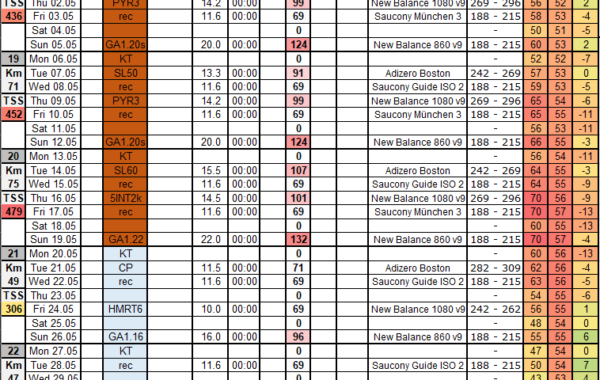 TSS Thu 02.05 PYR3 14.2 00:00 99 New Balance 1080 v9 269 - 296 56 52 2
436 Fri 03.05 rec 11.6 00:00 69 Saucony München 3 188 - 215 58 53 -4
Sat 04.05 0 - 50 51 -5
Sun 05.05 GA1.20s 20.0 00:00 124 New Balance 860 v9 188 - 215 60 53 2
19 Mon 06.05 KT 0 - 52 52 -7
Km Tue 07.05 SL50 13.3 00:00 91 Adizero Boston 242 - 269 57 53 0
71 Wed 08.05 rec 11.6 00:00 69 Saucony Guide ISO 2 188 - 215 59 53 -5
TSS Thu 09.05 PYR3 14.2 00:00 99 New Balance 1080 v9 269 - 296 65 54 -6
452 Fri 10.05 rec 11.6 00:00 69 Saucony München 3 188 - 215 65 55 -11
Sat 11.05 0 - 56 53 -11
Sun 12.05 GA1.20s 20.0 00:00 124 New Balance 860 v9 188 - 215 66 55 -3
20 Mon 13.05 KT 0 - 56 54 -11
Km Tue 14.05 SL60 15.5 00:00 107 Adizero Boston 242 - 269 64 55 -3
75 Wed 15.05 rec 11.6 00:00 69 Saucony Guide ISO 2 188 - 215 64 55 -9
TSS Thu 16.05 5INT2k 14.5 00:00 101 New Balance 1080 v9 269 - 296 70 56 -9
479 Fri 17.05 rec 11.6 00:00 69 Saucony München 3 188 - 215 70 57 -13
Sat 18.05 0 - 60 55 -13
Sun 19.05 GA1.22 22.0 00:00 132 New Balance 860 v9 188 - 215 70 57 -4
21 Mon 20.05 KT 0 - 60 56 -13
Km Tue 21.05 CP 11.5 00:00 71 Adizero Boston 282 - 309 62 56 -4
49 Wed 22.05 rec 11.6 00:00 69 Saucony Guide ISO 2 188 - 215 63 56 -5
TSS Thu 23.05 0 - 54 55 -6
306 Fri 24.05 HMRT6 10.0 00:00 69 New Balance 1080 v9 242 - 262 56 55 1
Sat 25.05 0 - 48 54 0
Sun 26.05 GA1.16 16.0 00:00 96 New Balance 860 v9 188 - 215 55 55 6
22 Mon 27.05 KT 0 - 47 54 0
Km Tue 28.05 rec 11.6 00:00 69 Saucony Guide ISO 2 188 - 215 50 54 7
47 Wed 29.05 0 - 43 53 4